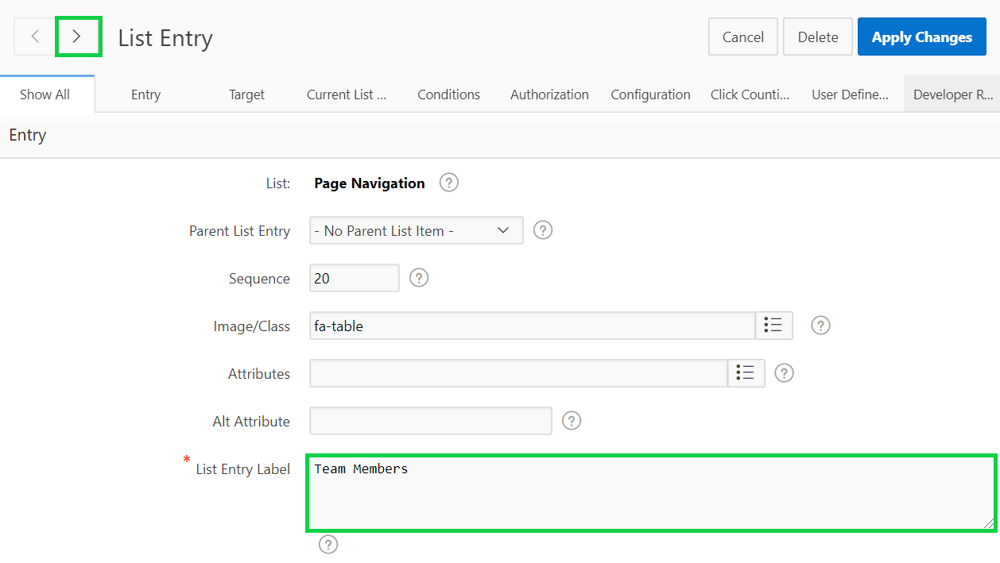 List Entry
Cancel
Delete
Apply Changes
Show All
Entry
Target
Current List ...
Conditions
Authorization
Configuration
Click Counti...
User Define...
Developer R...
Entry
List: Page Navigation ?
Parent List Entry - No Parent List Item - ?
Sequence 20 ?
Image/Class fa-table ?
Attributes ?
Alt Attribute ?
* List Entry Label Team Members
?